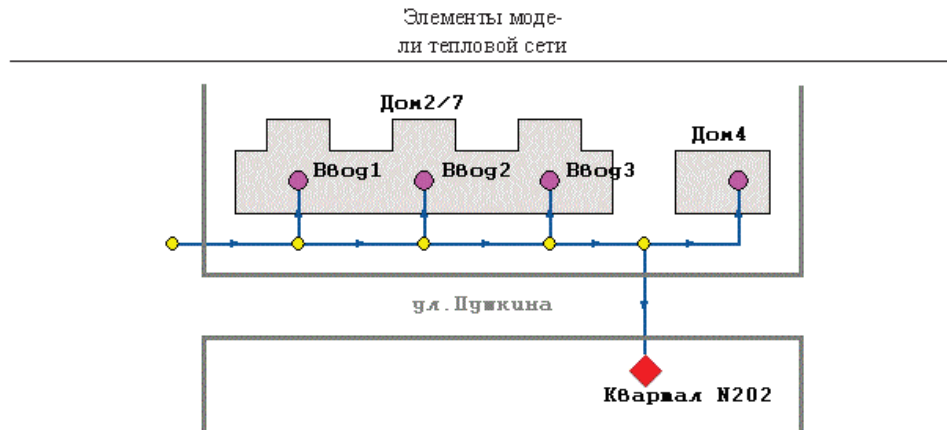 Элементы моде-
ли тепловой сети
Дом2/7
Дом4
Ввод1 Ввод2 Ввод3
ул.Пушкина
Квартал N202